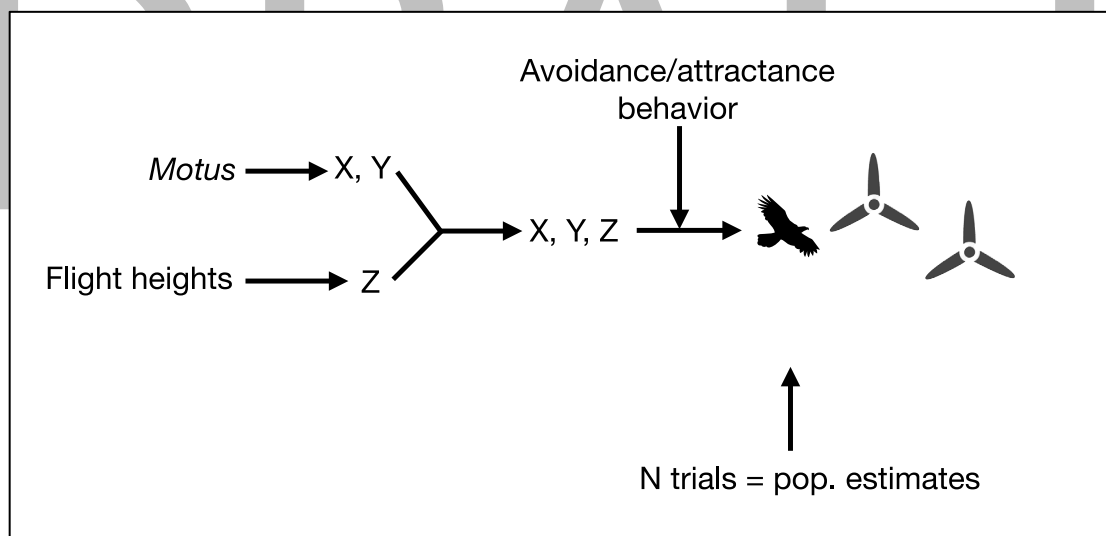 Avoidance/attractance
behavior
Motus
X, Y
X, Y, Z
Flight heights
Z
N trials = pop. estimates